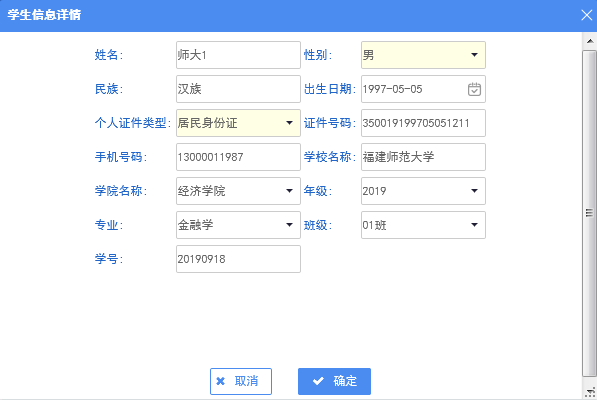 学生信息详情
姓名: 师大1 性别: 男
民族: 汉族 出生日期: 1997-05-05
个人证件类型: 居民身份证 证件号码: 350019199705051211
手机号码: 13000011987 学校名称: 福建师范大学
学院名称: 经济学院 年级: 2019
专业: 金融学 班级: 01班
学号: 20190918
取消 确定